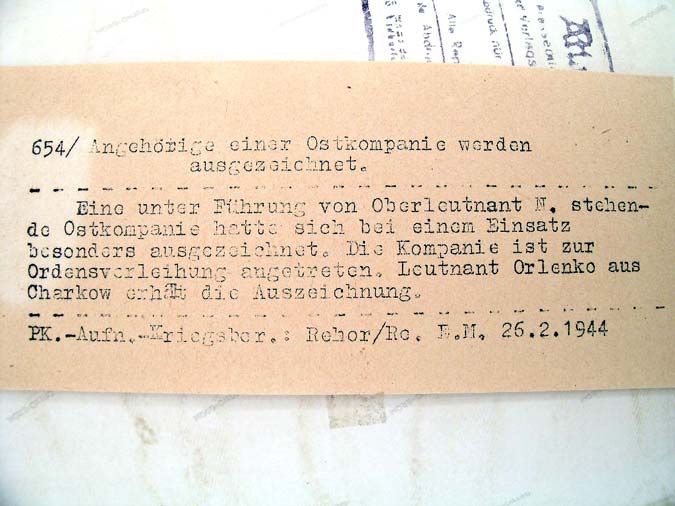 654/ Angehörige einer Ostkompanie werden
ausgezeichnet.
Eine unter Führung von Oberleutnant N. stehen-
de Ostkompanie hatte sich bei einem Einsatz
besonders ausgezeichnet. Die Kompanie ist zur
Ordensverleihung angetreten. Leutnant Orlenko aus
Charkow erhält die Auszeichnung.
PK.-Aufn.-Kriegsber.: Rehor/Re. E.M. 26.2.1944